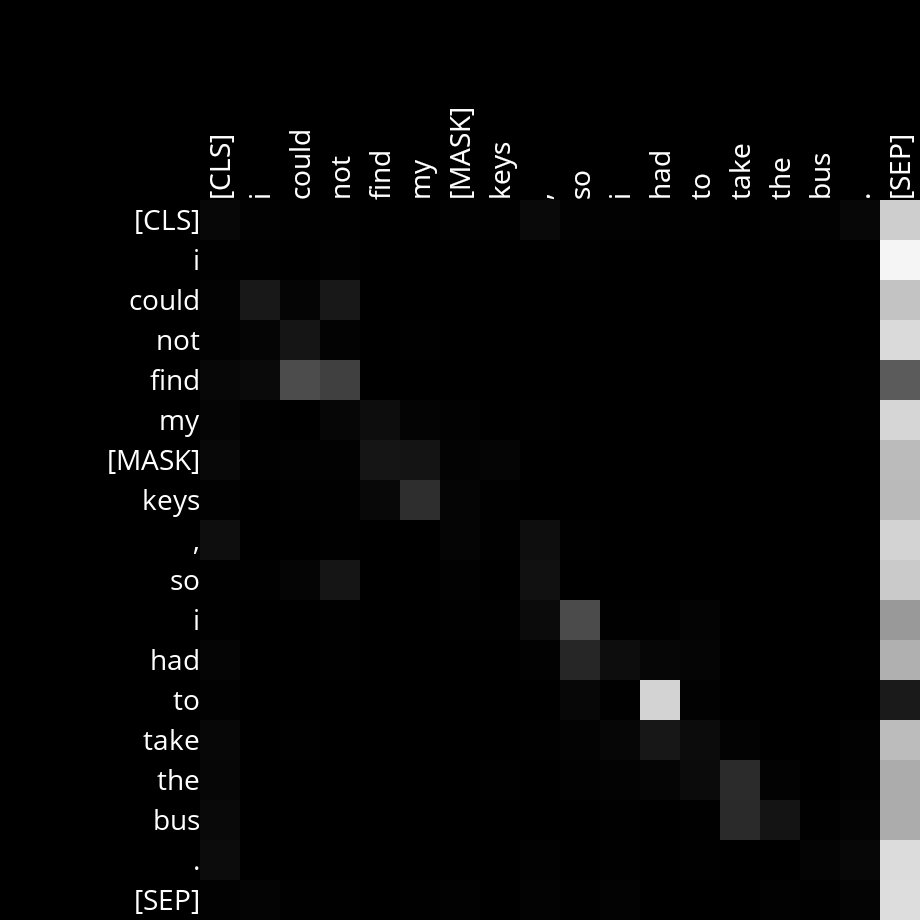 [CLS] i could not find my [MASK] keys , so i had to take the bus . [SEP]
[CLS]
i
could
not
find
my
[MASK]
keys
,
so
i
had
to
take
the
bus
.
[SEP]